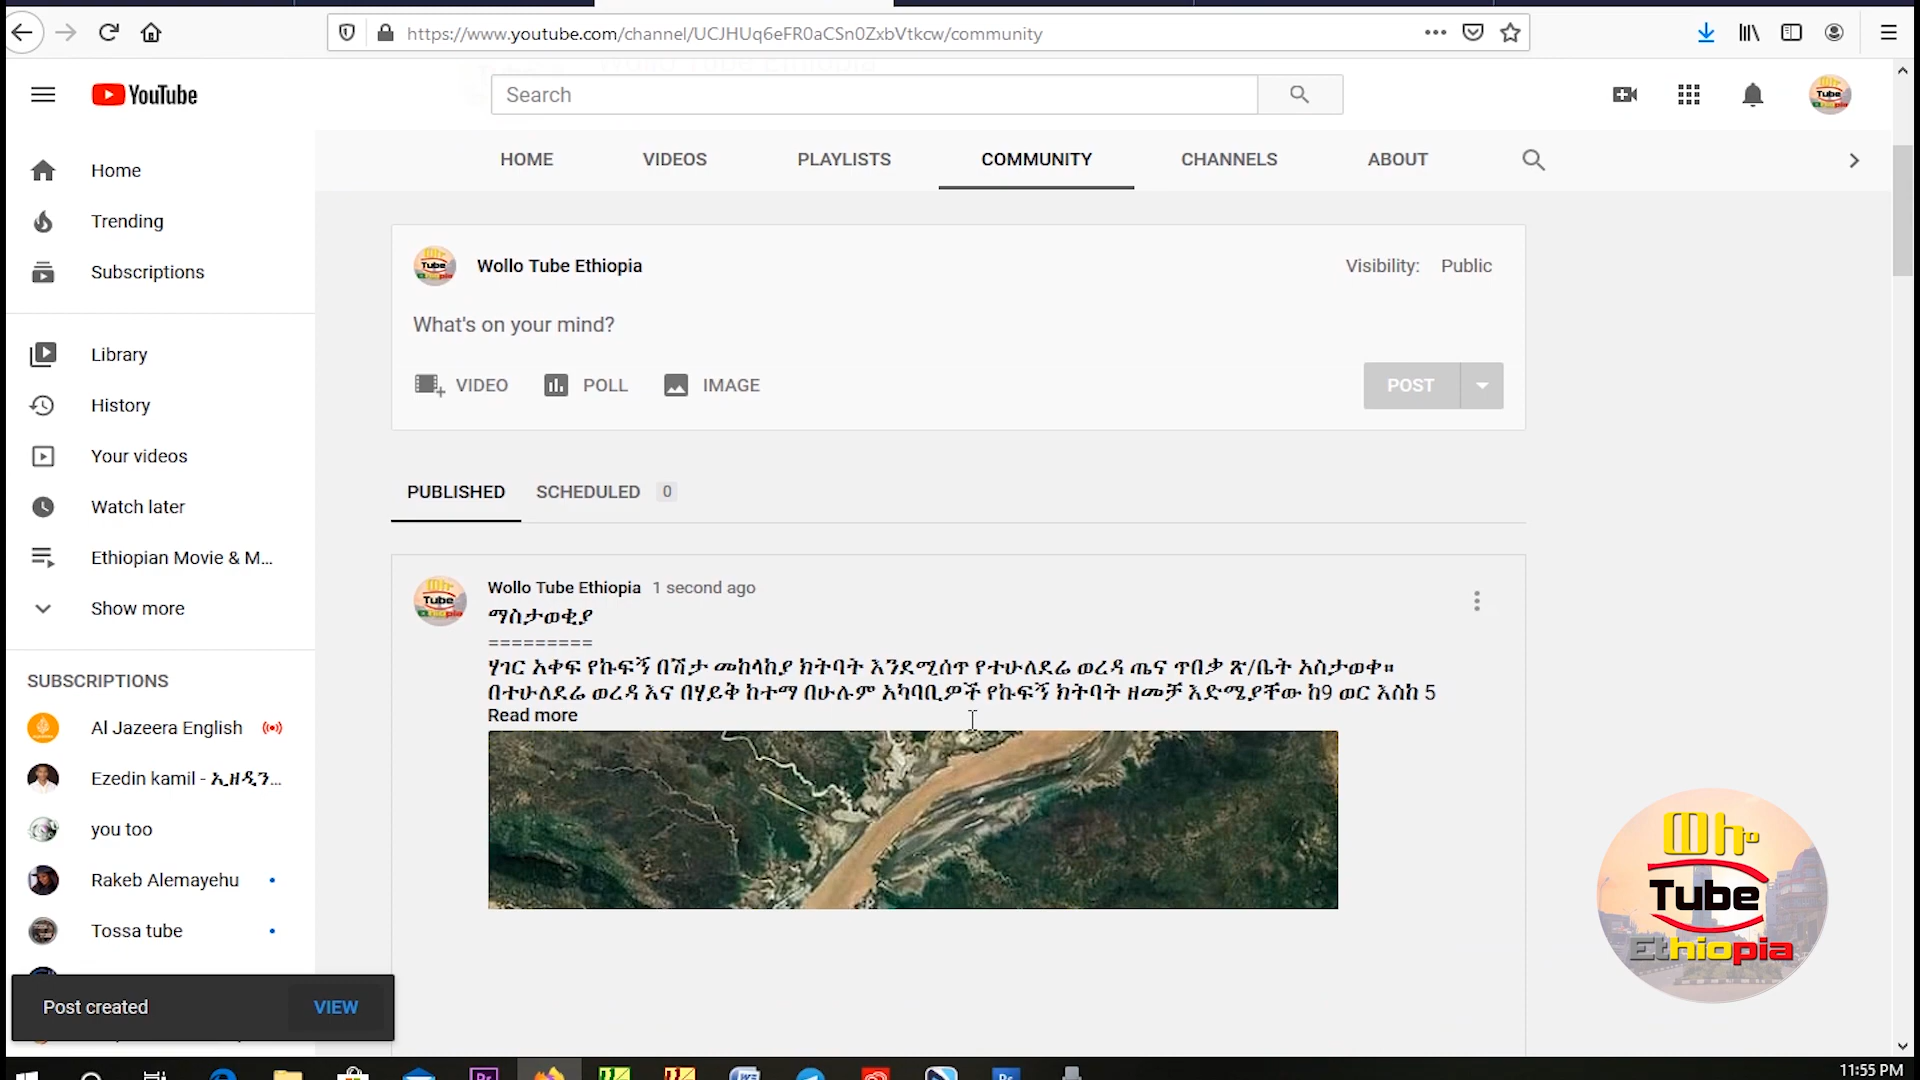 https://www.youtube.com/channel/UCJHUq6eFR0aCSn0ZxbVtkcw/community
YouTube
Search
HOME VIDEOS PLAYLISTS COMMUNITY CHANNELS ABOUT
Home
Trending
Subscriptions
Library
History
Your videos
Watch later
Ethiopian Movie & M...
Show more
SUBSCRIPTIONS
Al Jazeera English
Ezedin kamil - ኢዘዲን...
you too
Rakeb Alemayehu
Tossa tube
Post created VIEW
Wollo Tube Ethiopia
Visibility: Public
What's on your mind?
VIDEO POLL IMAGE
POST
PUBLISHED SCHEDULED 0
Wollo Tube Ethiopia 1 second ago
ማስታወቂያ
=========
ሃገር አቀፍ የኩፍኝ በሽታ መከላከያ ክትባት እንደሚሰጥ የተሁለደሬ ወረዳ ጤና ጥበቃ ጽ/ቤት አስታወቀ።
በተሁለደሬ ወረዳ እና በሃይቅ ከተማ በሁሉም አካባቢዎች የኩፍኝ ክትባት ዘመቻ እድሜያቸው ከ9 ወር እስከ 5
Read more
ወሎ
Tube
Ethiopia
11:55 PM